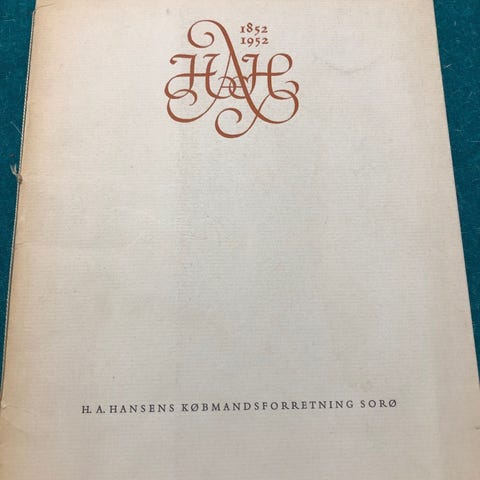 1852
1952
HAH
H. A. HANSENS KØBMANDSFORRETNING SORØ